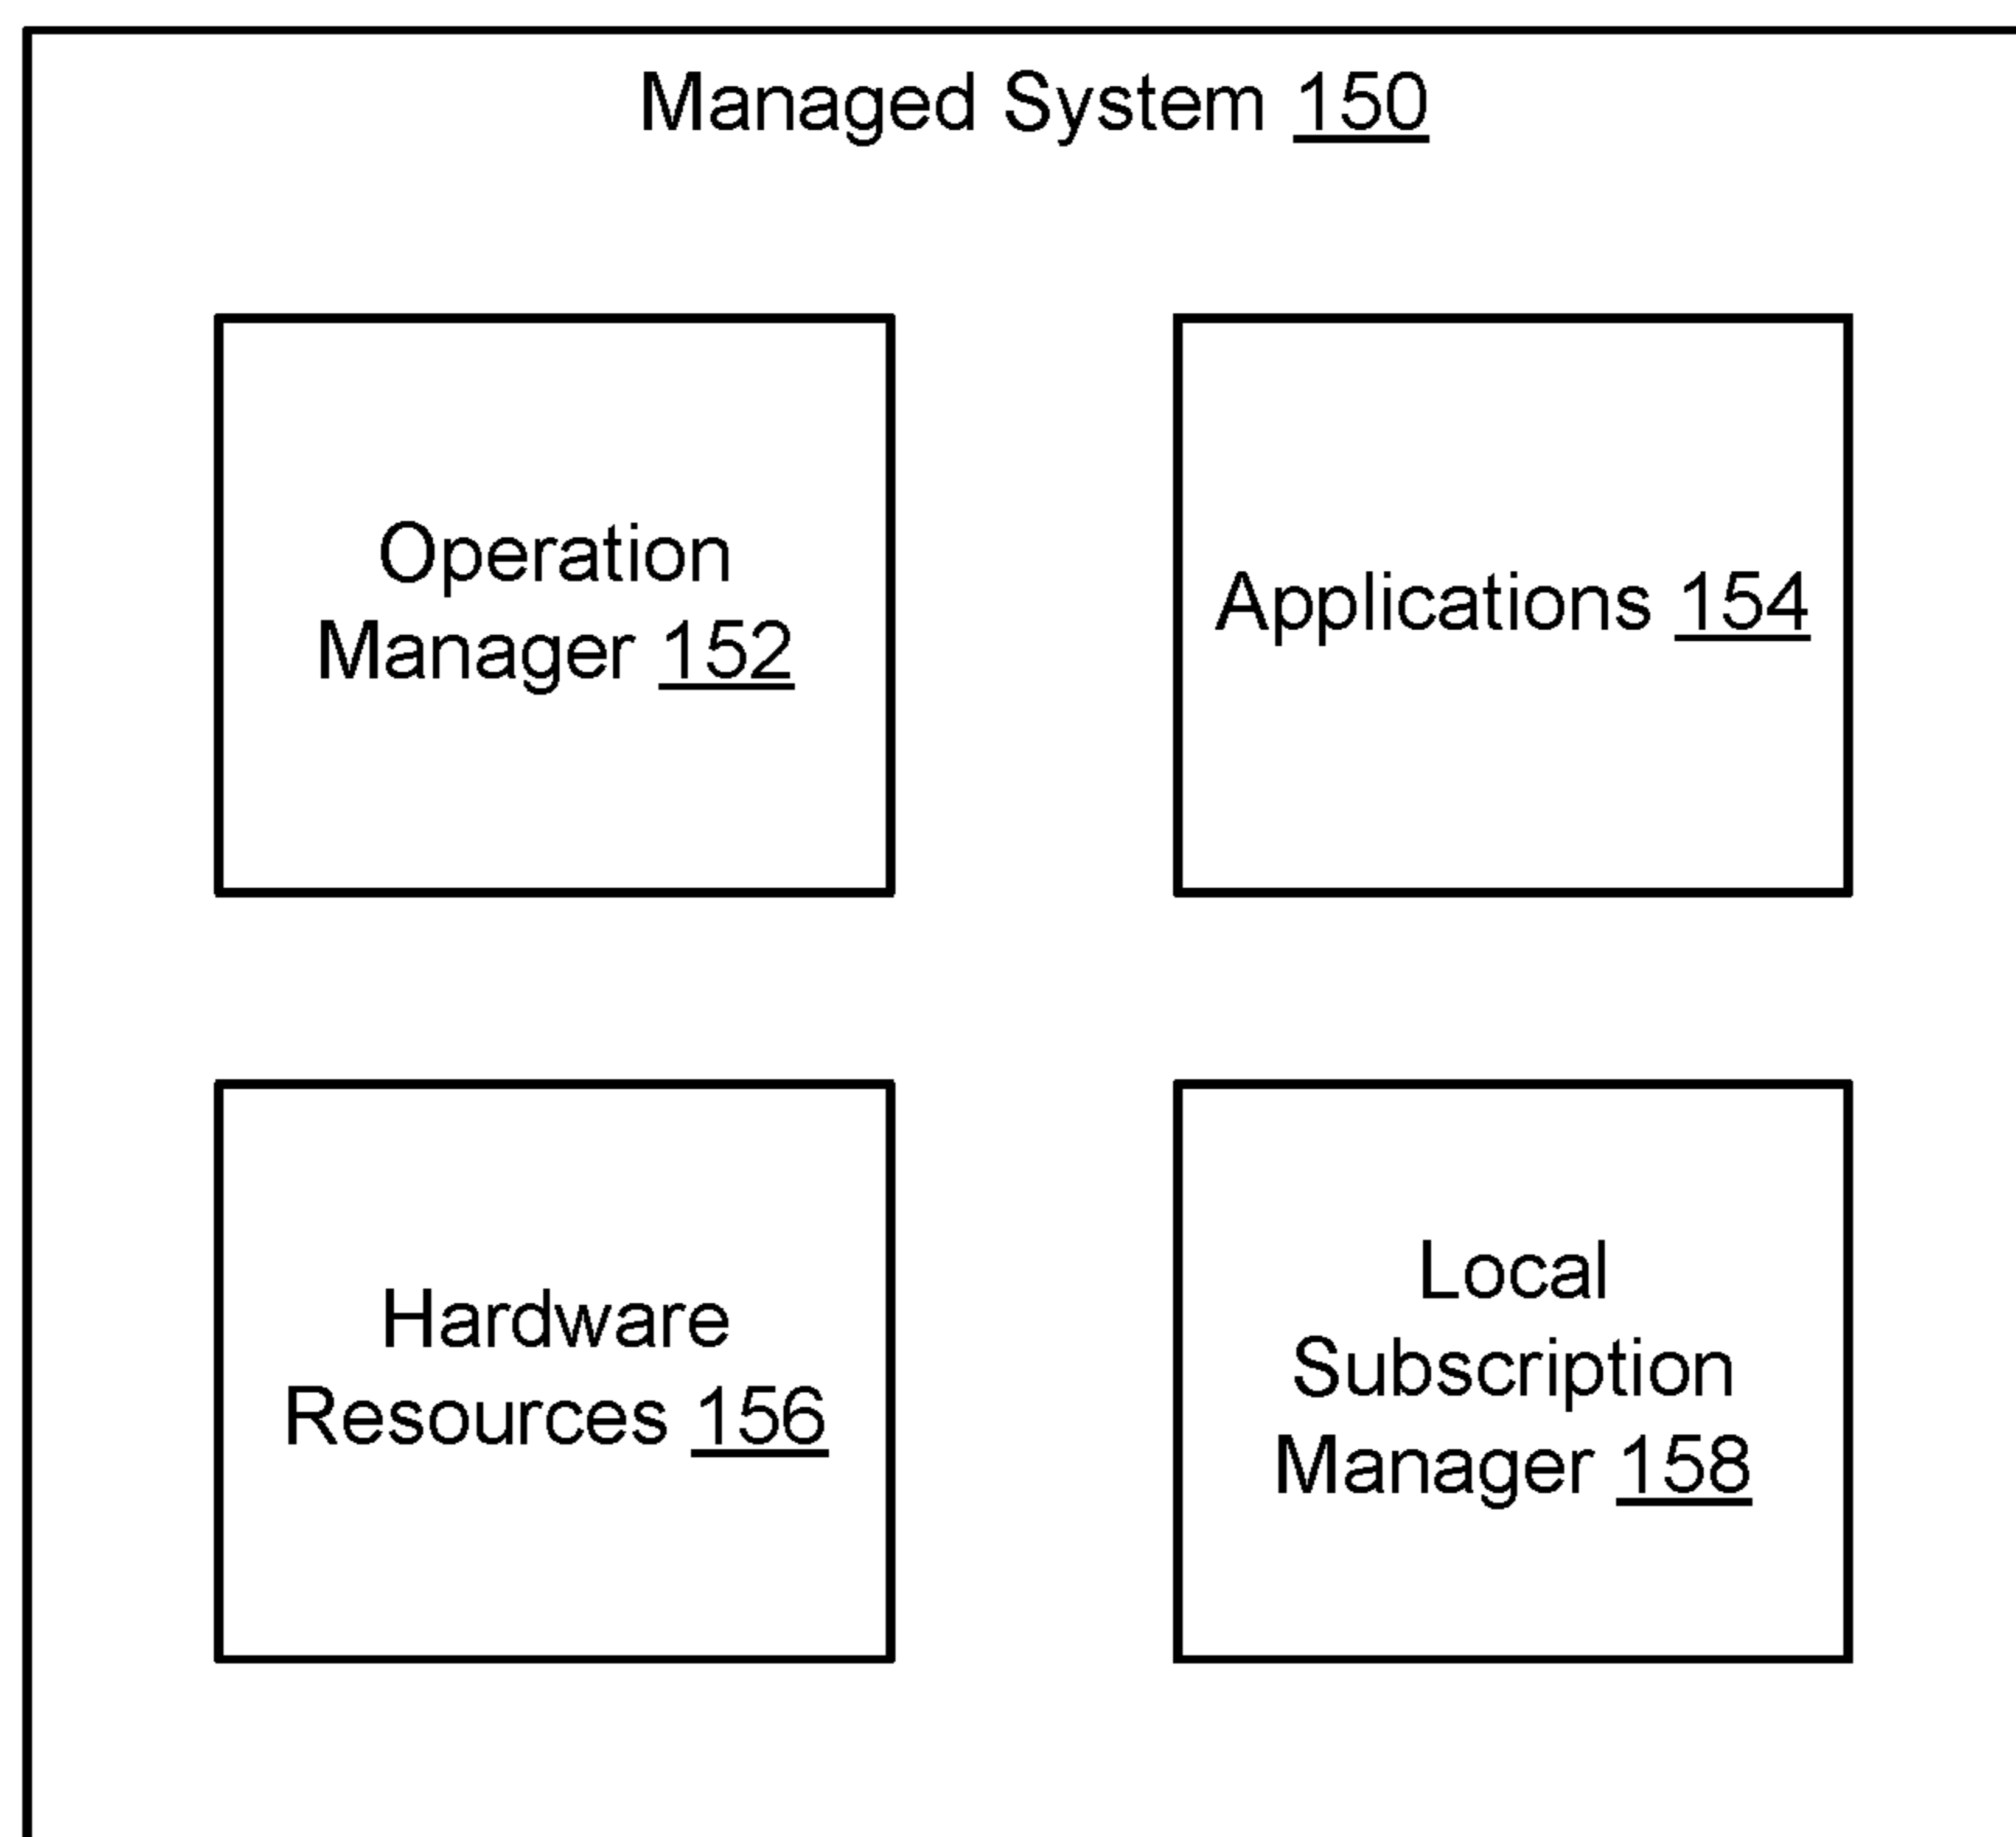 Managed System 150
Operation
Manager 152
Applications 154
Hardware
Resources 156
Local
Subscription
Manager 158